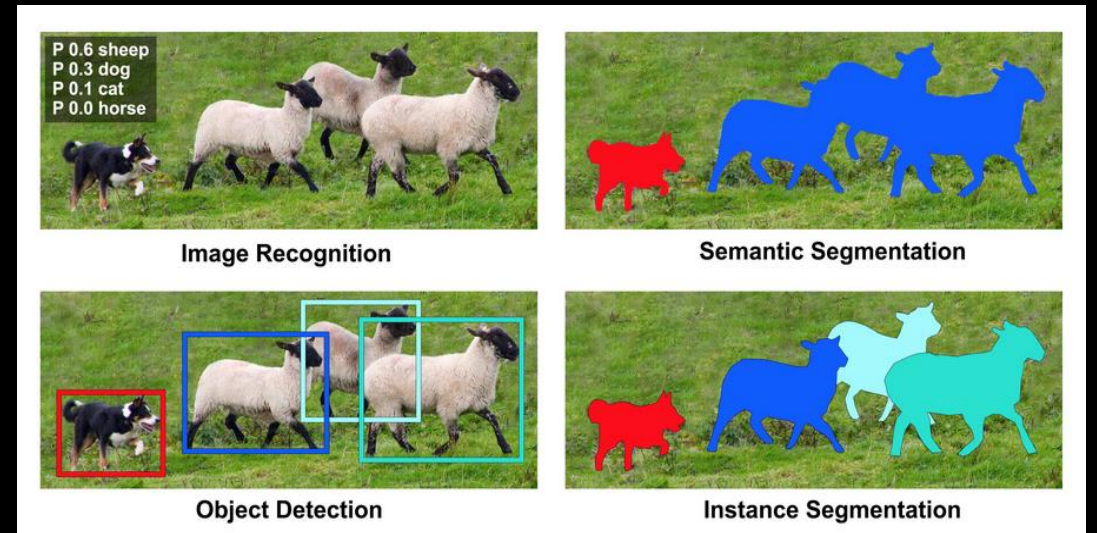 P 0.6 sheep
P 0.3 dog
P 0.1 cat
P 0.0 horse
Image Recognition
Semantic Segmentation
Object Detection
Instance Segmentation